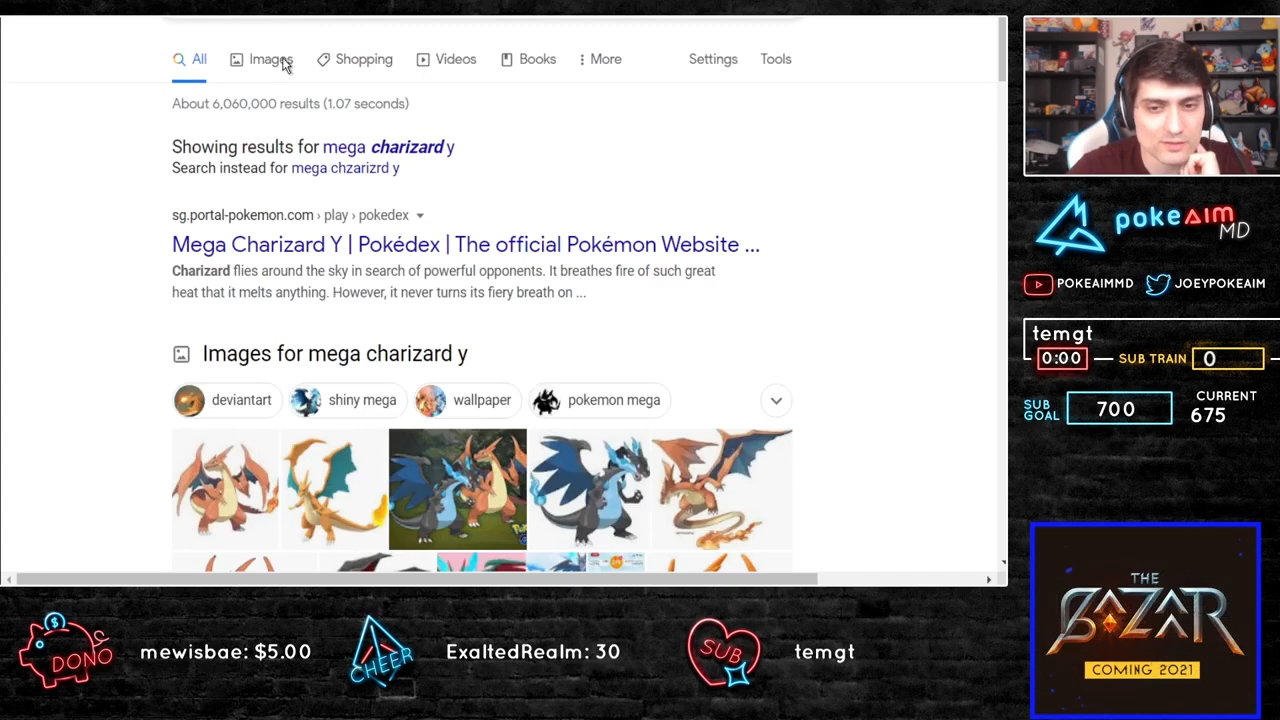 All Images Shopping Videos Books More Settings Tools
About 6,060,000 results (1.07 seconds)
Showing results for mega charizard y
Search instead for mega chzarizrd y
sg.portal-pokemon.com › play › pokedex
Mega Charizard Y | Pokédex | The official Pokémon Website ...
Charizard flies around the sky in search of powerful opponents. It breathes fire of such great
heat that it melts anything. However, it never turns its fiery breath on ...
Images for mega charizard y
deviantart shiny mega wallpaper pokemon mega
pokeaim
MD
POKEAIMMD JOEYPOKEAIM
temgt
0:00 SUB TRAIN 0
SUB
GOAL 700
CURRENT
675
THE
BAZAR
COMING 2021
$
DONO mewisbae: $5.00
CHEER ExaltedRealm: 30
SUB temgt